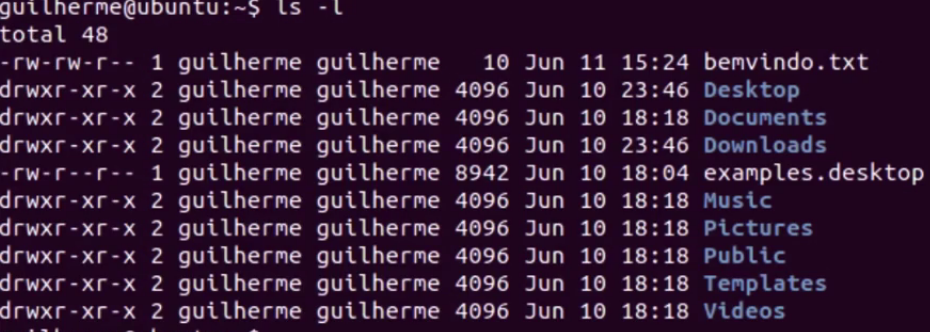 guilherme@ubuntu:~$ ls -l
total 48
-rw-rw-r-- 1 guilherme guilherme   10 Jun 11 15:24 bemvindo.txt
drwxr-xr-x 2 guilherme guilherme 4096 Jun 10 23:46 Desktop
drwxr-xr-x 2 guilherme guilherme 4096 Jun 10 18:18 Documents
drwxr-xr-x 2 guilherme guilherme 4096 Jun 10 23:46 Downloads
-rw-r--r-- 1 guilherme guilherme 8942 Jun 10 18:04 examples.desktop
drwxr-xr-x 2 guilherme guilherme 4096 Jun 10 18:18 Music
drwxr-xr-x 2 guilherme guilherme 4096 Jun 10 18:18 Pictures
drwxr-xr-x 2 guilherme guilherme 4096 Jun 10 18:18 Public
drwxr-xr-x 2 guilherme guilherme 4096 Jun 10 18:18 Templates
drwxr-xr-x 2 guilherme guilherme 4096 Jun 10 18:18 Videos